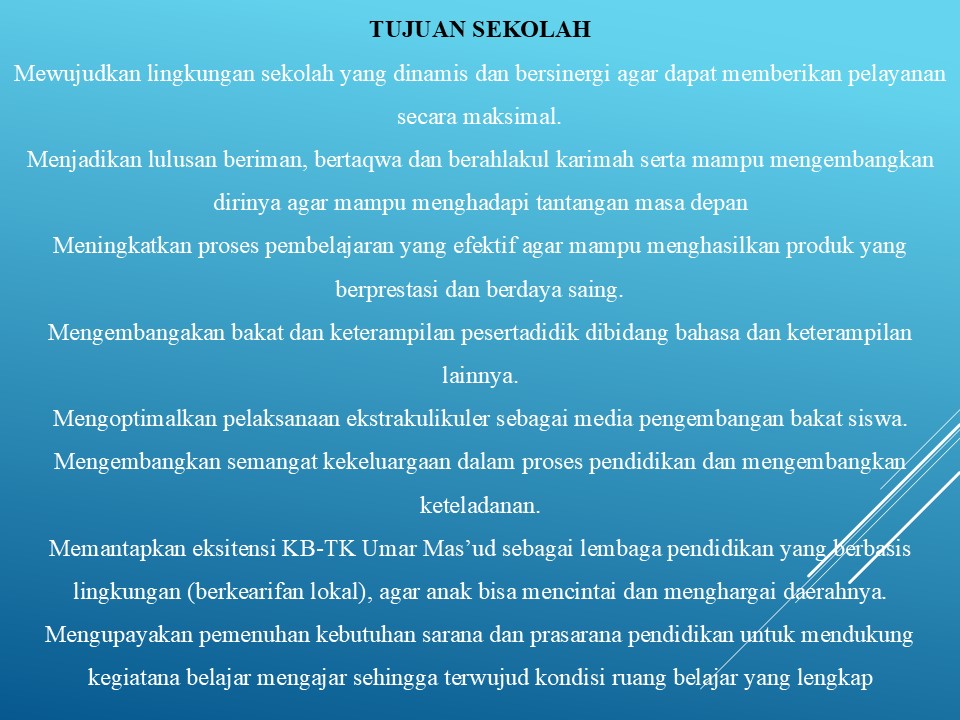 TUJUAN SEKOLAH
Mewujudkan lingkungan sekolah yang dinamis dan bersinergi agar dapat memberikan pelayanan
secara maksimal.
Menjadikan lulusan beriman, bertaqwa dan berahlakul karimah serta mampu mengembangkan
dirinya agar mampu menghadapi tantangan masa depan
Meningkatkan proses pembelajaran yang efektif agar mampu menghasilkan produk yang
berprestasi dan berdaya saing.
Mengembangakan bakat dan keterampilan pesertadidik dibidang bahasa dan keterampilan
lainnya.
Mengoptimalkan pelaksanaan ekstrakulikuler sebagai media pengembangan bakat siswa.
Mengembangkan semangat kekeluargaan dalam proses pendidikan dan mengembangkan
keteladanan.
Memantapkan eksitensi KB-TK Umar Mas’ud sebagai lembaga pendidikan yang berbasis
lingkungan (berkearifan lokal), agar anak bisa mencintai dan menghargai daerahnya.
Mengupayakan pemenuhan kebutuhan sarana dan prasarana pendidikan untuk mendukung
kegiatana belajar mengajar sehingga terwujud kondisi ruang belajar yang lengkap